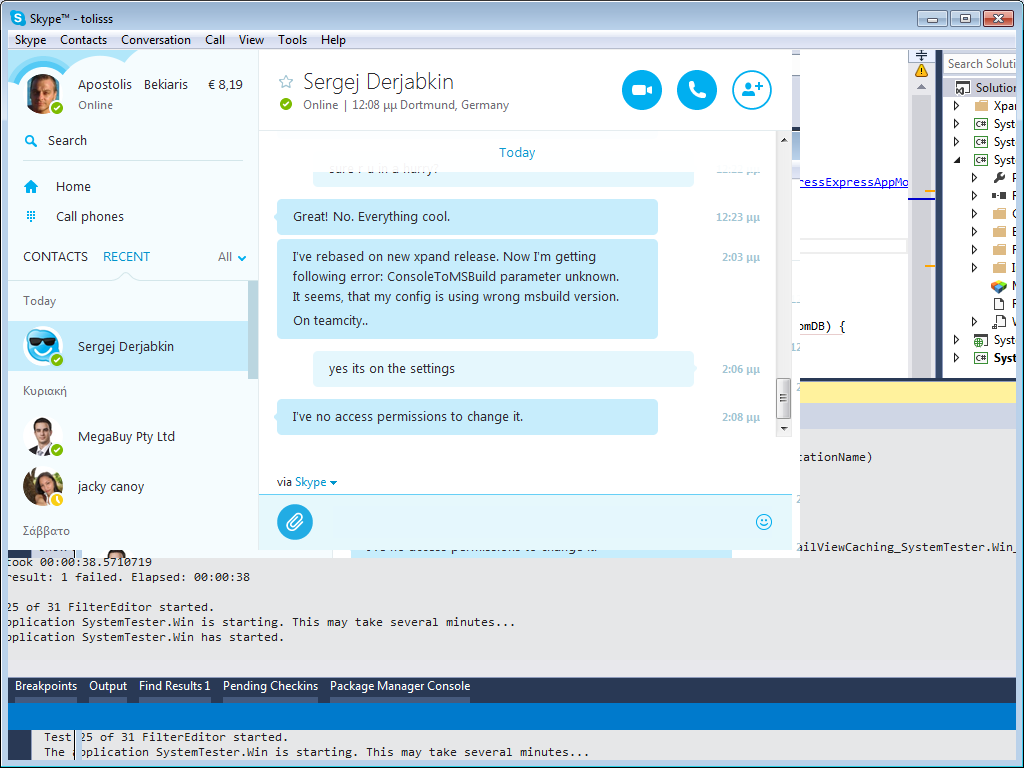 Skype™ - tolisss
Skype Contacts Conversation Call View Tools Help
Apostolis Bekiaris € 8,19
Online
Search
Home
Call phones
CONTACTS RECENT All
Today
Sergej Derjabkin
Κυριακή
MegaBuy Pty Ltd
jacky canoy
Σάββατο
Sergej Derjabkin
Online | 12:08 μμ Dortmund, Germany
Today
Great! No. Everything cool.
12:23 μμ
I've rebased on new xpand release. Now I'm getting
2:03 μμ
following error: ConsoleToMSBuild parameter unknown.
It seems, that my config is using wrong msbuild version.
On teamcity..
yes its on the settings
2:06 μμ
I've no access permissions to change it.
2:08 μμ
via Skype
Search Soluti
Solution
Xpa
C# Syst
C# Syst
C# Syst
ressExpressAppMo
omDB) {
Syst
C# Syst
cationName)
ailViewCaching_SystemTester.Win_
took 00:00:38.5710719
result: 1 failed. Elapsed: 00:00:38
25 of 31 FilterEditor started.
pplication SystemTester.Win is starting. This may take several minutes...
pplication SystemTester.Win has started.
Breakpoints Output Find Results 1 Pending Checkins Package Manager Console
Test 25 of 31 FilterEditor started.
The application SystemTester.Win is starting. This may take several minutes...